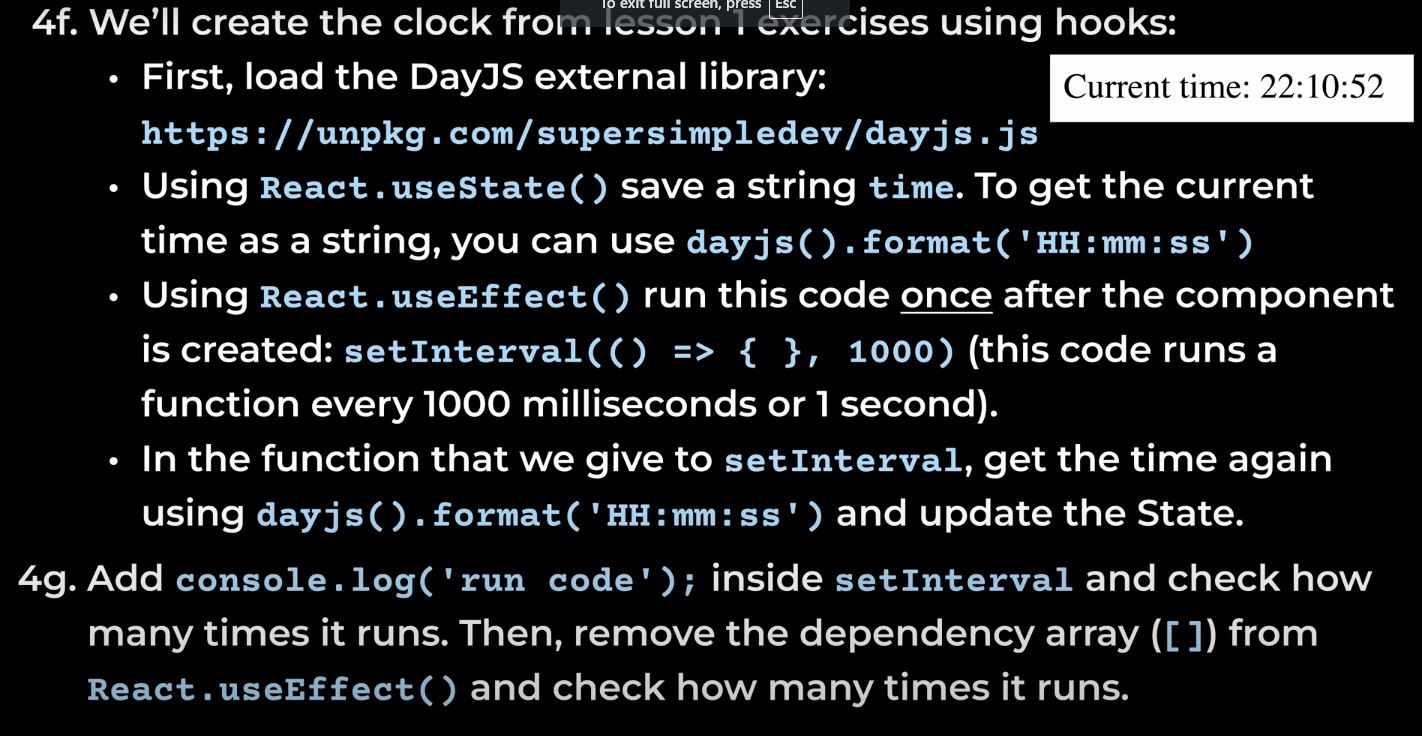 To exit full screen, press Esc
4f. We’ll create the clock from lesson 1 exercises using hooks:
• First, load the DayJS external library:
Current time: 22:10:52
https://unpkg.com/supersimpledev/dayjs.js
• Using React.useState() save a string time. To get the current
time as a string, you can use dayjs().format('HH:mm:ss')
• Using React.useEffect() run this code once after the component
is created: setInterval(() => { }, 1000) (this code runs a
function every 1000 milliseconds or 1 second).
• In the function that we give to setInterval, get the time again
using dayjs().format('HH:mm:ss') and update the State.
4g. Add console.log('run code'); inside setInterval and check how
many times it runs. Then, remove the dependency array ([]) from
React.useEffect() and check how many times it runs.